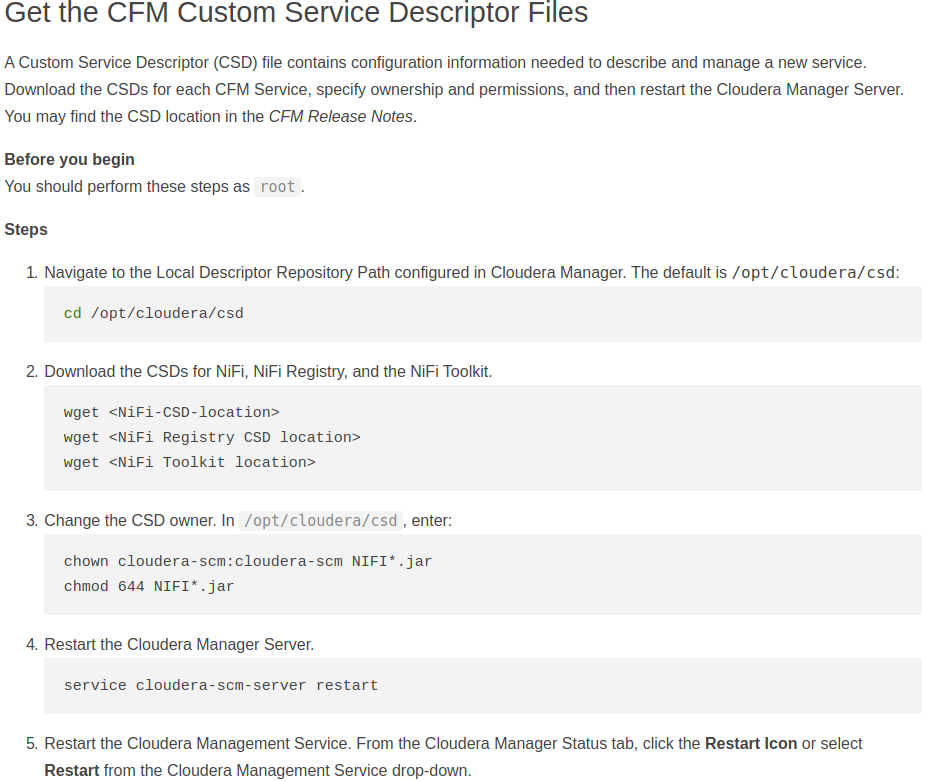 Get the CFM Custom Service Descriptor Files
A Custom Service Descriptor (CSD) file contains configuration information needed to describe and manage a new service.
Download the CSDs for each CFM Service, specify ownership and permissions, and then restart the Cloudera Manager Server.
You may find the CSD location in the CFM Release Notes.
Before you begin
You should perform these steps as root.
Steps
1. Navigate to the Local Descriptor Repository Path configured in Cloudera Manager. The default is /opt/cloudera/csd:
cd /opt/cloudera/csd
2. Download the CSDs for NiFi, NiFi Registry, and the NiFi Toolkit.
wget <NiFi-CSD-location>
wget <NiFi Registry CSD location>
wget <NiFi Toolkit location>
3. Change the CSD owner. In /opt/cloudera/csd, enter:
chown cloudera-scm:cloudera-scm NIFI*.jar
chmod 644 NIFI*.jar
4. Restart the Cloudera Manager Server.
service cloudera-scm-server restart
5. Restart the Cloudera Management Service. From the Cloudera Manager Status tab, click the Restart Icon or select
Restart from the Cloudera Management Service drop-down.